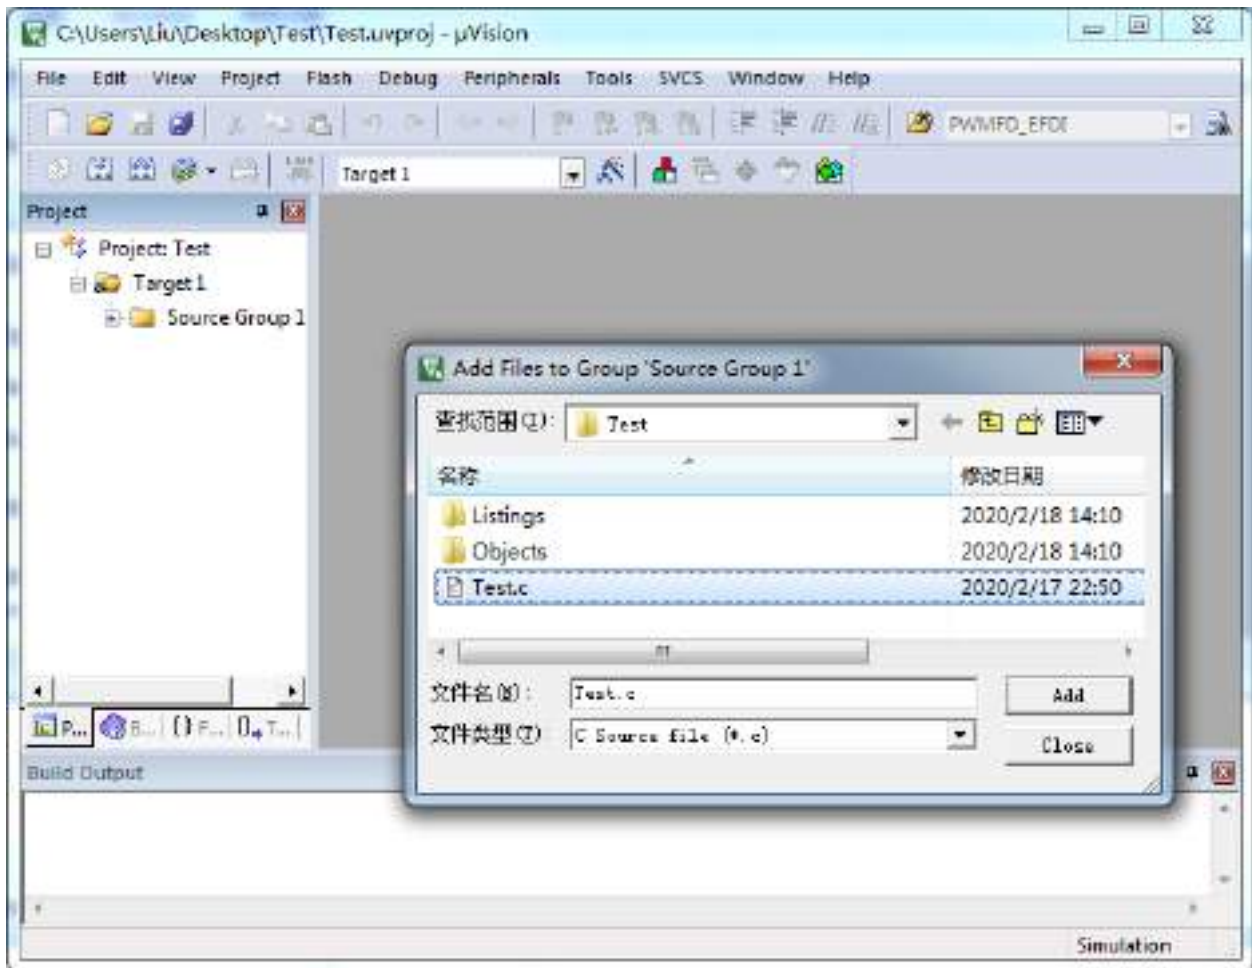 C:\Users\Liu\Desktop\Test\Test.uvproj - µVision
File Edit View Project Flash Debug Peripherals Tools SVCS Window Help
PWMFD_EFDI
Target 1
Project
Project: Test
Target 1
Source Group 1
Add Files to Group 'Source Group 1'
查找范围(I): Test
名称 修改日期
Listings 2020/2/18 14:10
Objects 2020/2/18 14:10
Test.c 2020/2/17 22:50
文件名(N): Test.c Add
文件类型(T) C Source file (*.c) Close
P... B... {} F... 0→ T...
Build Output
Simulation